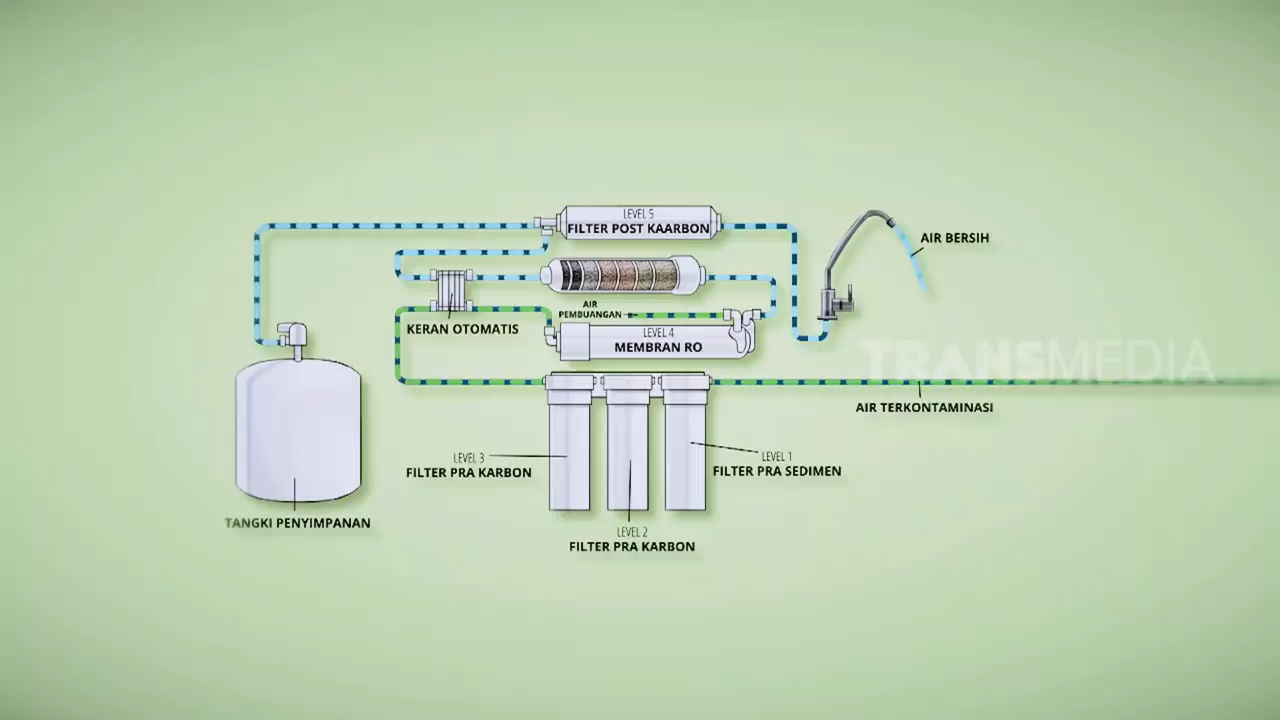 LEVEL 5
FILTER POST KAARBON
AIR BERSIH
AIR
PEMBUANGAN
KERAN OTOMATIS
LEVEL 4
MEMBRAN RO
TRANSMEDIA
AIR TERKONTAMINASI
LEVEL 3
FILTER PRA KARBON
LEVEL 1
FILTER PRA SEDIMEN
TANGKI PENYIMPANAN
LEVEL 2
FILTER PRA KARBON